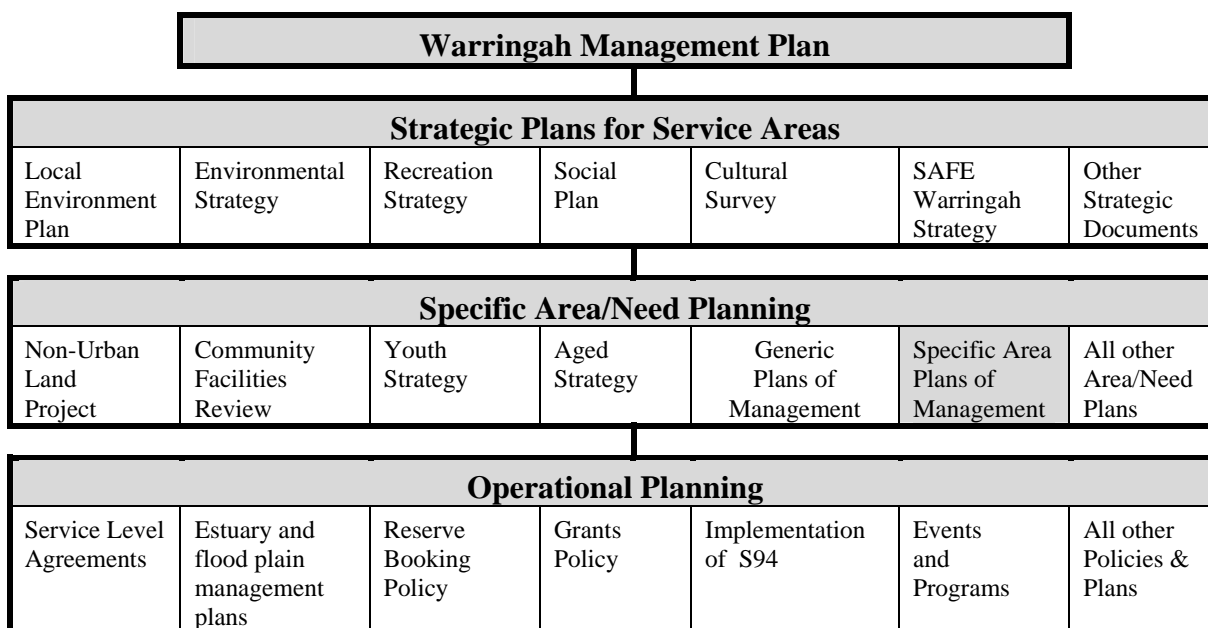 Warringah Management Plan
Strategic Plans for Service Areas
Local
Environment
Plan
Environmental
Strategy
Recreation
Strategy
Social
Plan
Cultural
Survey
SAFE
Warringah
Strategy
Other
Strategic
Documents
Specific Area/Need Planning
Non-Urban
Land
Project
Community
Facilities
Review
Youth
Strategy
Aged
Strategy
Generic
Plans of
Management
Specific Area
Plans of
Management
All other
Area/Need
Plans
Operational Planning
Service Level
Agreements
Estuary and
flood plain
management
plans
Reserve
Booking
Policy
Grants
Policy
Implementation
of S94
Events
and
Programs
All other
Policies &
Plans